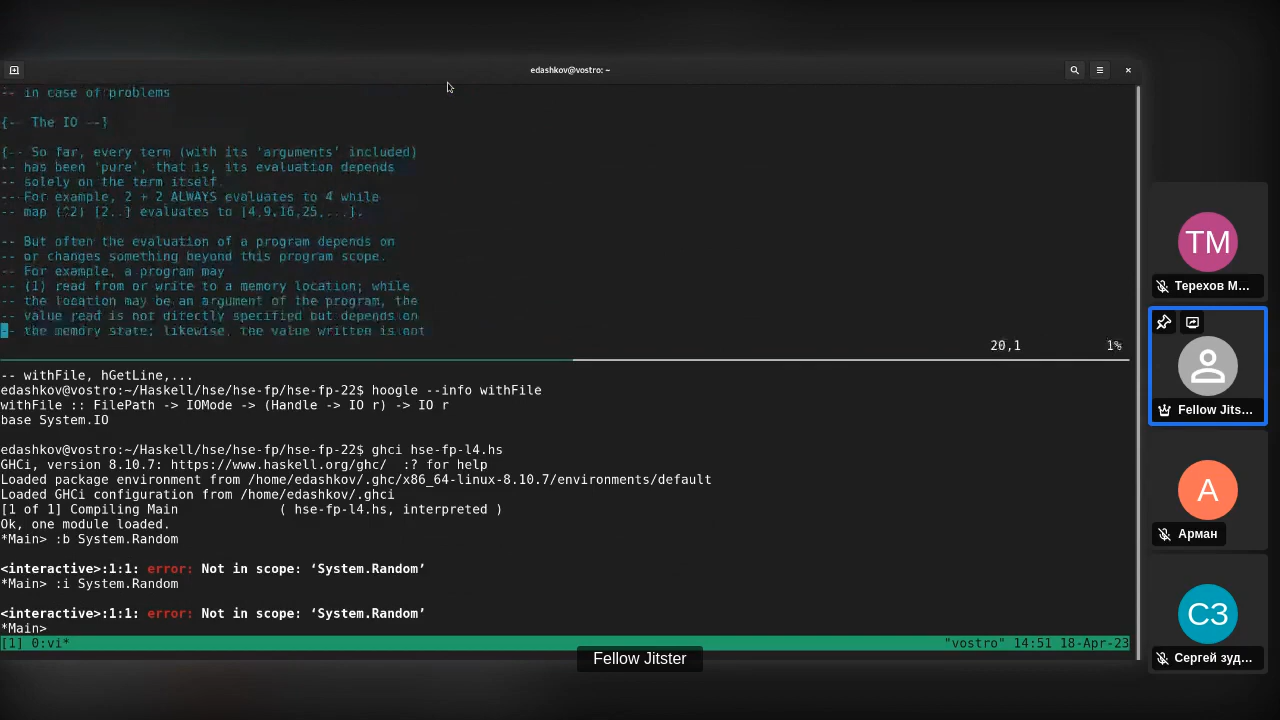 edashkov@vostro: ~
-- in case of problems
{-- The IO --}
{-- So far, every term (with its 'arguments' included)
-- has been 'pure', that is, its evaluation depends
-- solely on the term itself.
-- For example, 2 + 2 ALWAYS evaluates to 4 while
-- map (^2) [2..] evaluates to [4,9,16,25,...].
-- But often the evaluation of a program depends on
-- or changes something beyond this program scope.
-- For example, a program may
-- (1) read from or write to a memory location; while
-- the location may be an argument of the program, the
-- value read is not directly specified but depends on
-- the memory state; likewise, the value written is not
20,1 1%
-- withFile, hGetLine,...
edashkov@vostro:~/Haskell/hse-fp/hse-fp-22$ hoogle --info withFile
withFile :: FilePath -> IOMode -> (Handle -> IO r) -> IO r
base System.IO
edashkov@vostro:~/Haskell/hse-fp/hse-fp-22$ ghci hse-fp-l4.hs
GHCi, version 8.10.7: https://www.haskell.org/ghc/  :? for help
Loaded package environment from /home/edashkov/.ghc/x86_64-linux-8.10.7/environments/default
Loaded GHCi configuration from /home/edashkov/.ghci
[1 of 1] Compiling Main             ( hse-fp-l4.hs, interpreted )
Ok, one module loaded.
*Main> :b System.Random
<interactive>:1:1: error: Not in scope: ‘System.Random’
*Main> :i System.Random
<interactive>:1:1: error: Not in scope: ‘System.Random’
*Main>
[1] 0:vi* "vostro" 14:51 18-Apr-23
Fellow Jitster
TM
Терехов М...
Fellow Jits...
A
Арман
СЗ
Сергей зуд...